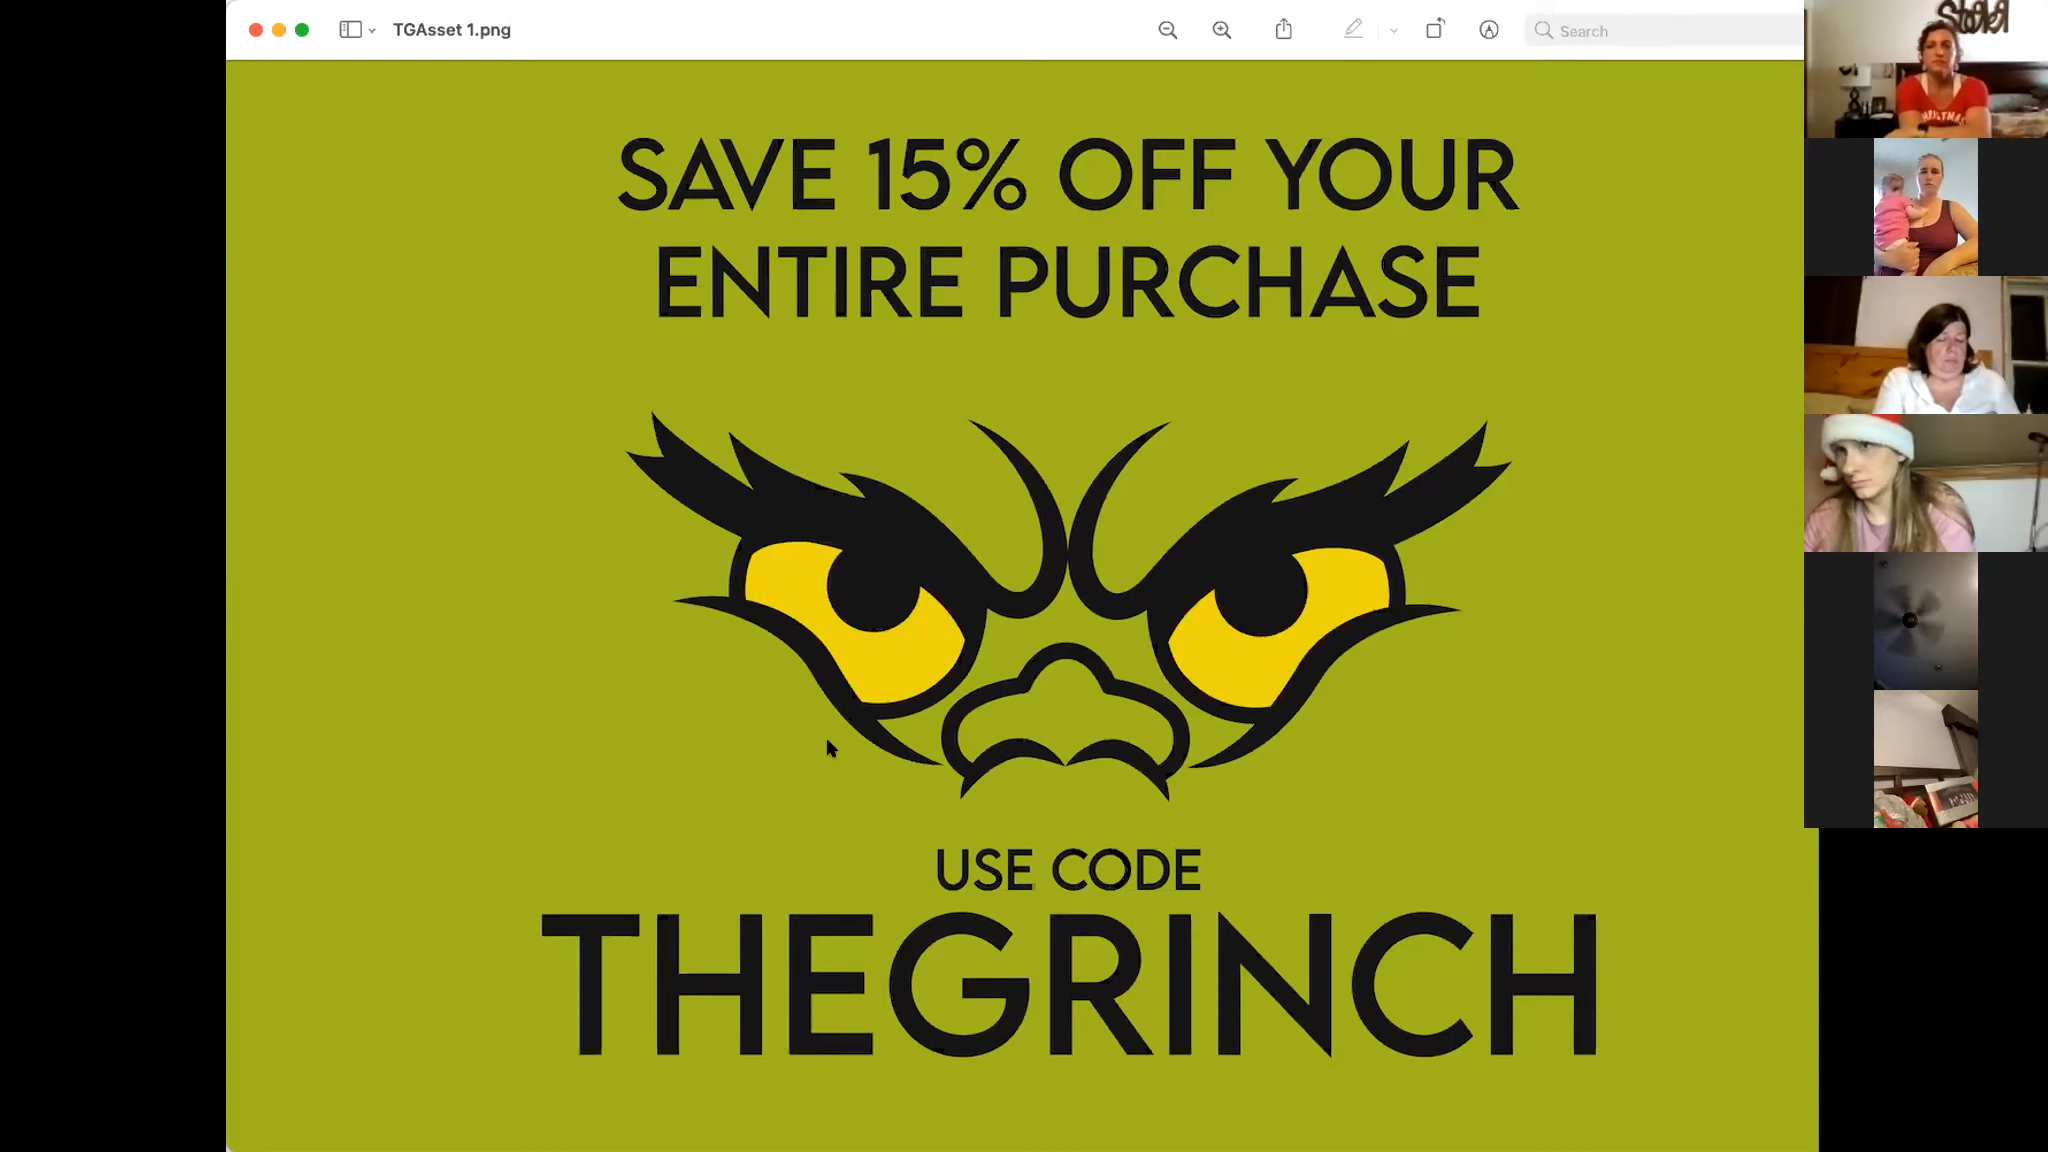 TGAsset 1.png
Search
SAVE 15% OFF YOUR
ENTIRE PURCHASE
USE CODE
THEGRINCH